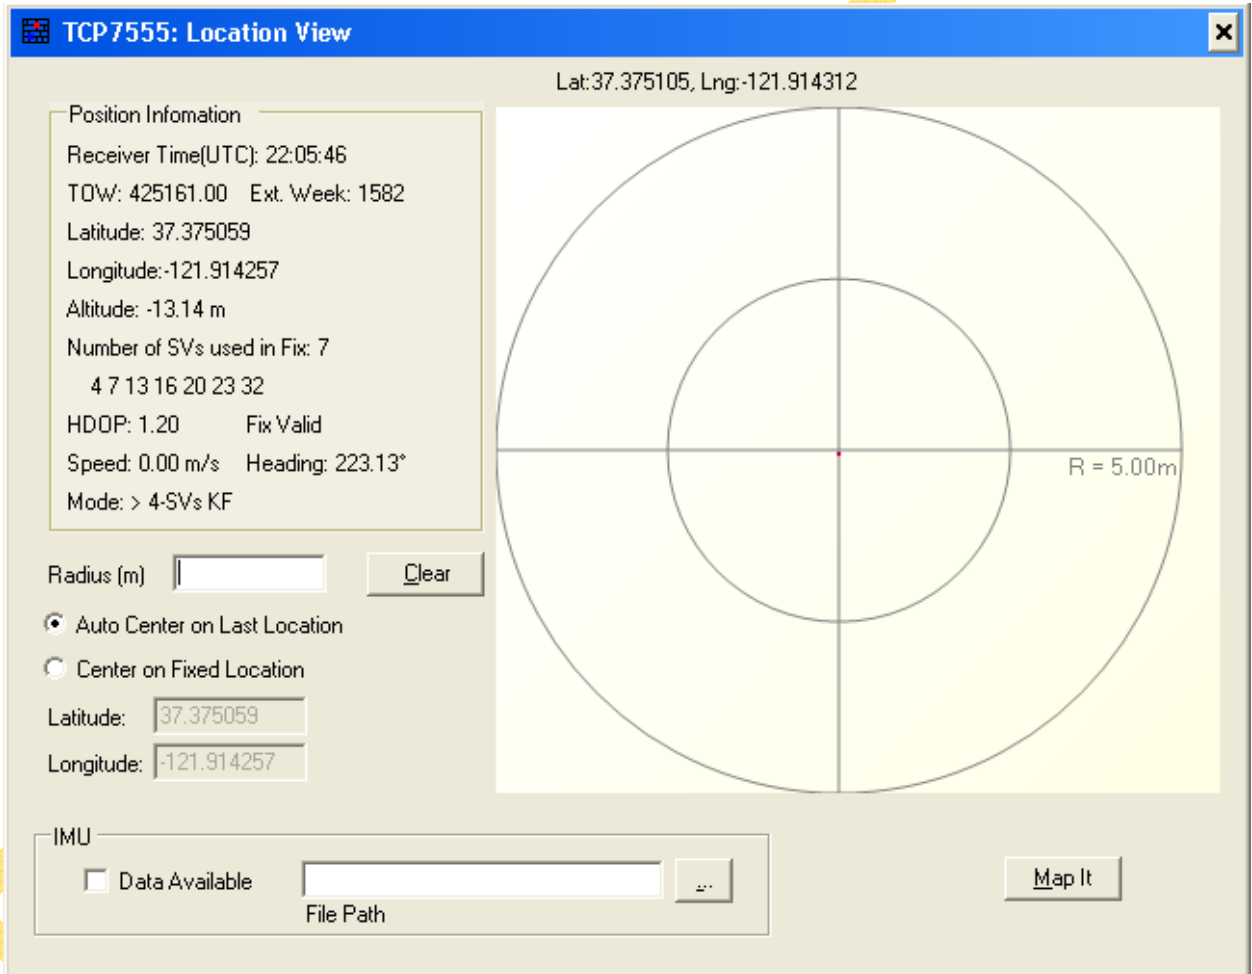 TCP7555: Location View
Lat:37.375105, Lng:-121.914312
Position Infomation
Receiver Time(UTC): 22:05:46
TOW: 425161.00 Ext. Week: 1582
Latitude: 37.375059
Longitude:-121.914257
Altitude: -13.14 m
Number of SVs used in Fix: 7
4 7 13 16 20 23 32
HDOP: 1.20 Fix Valid
Speed: 0.00 m/s Heading: 223.13°
Mode: > 4-SVs KF
R = 5.00m
Radius (m) Clear
Auto Center on Last Location
Center on Fixed Location
Latitude: 37.375059
Longitude: -121.914257
IMU
Data Available ...
File Path
Map It